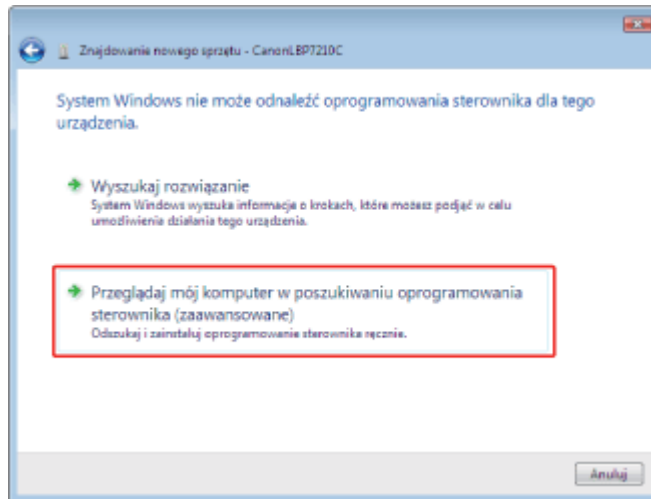 Znajdowanie nowego sprzętu - CanonLBP7210C
System Windows nie może odnaleźć oprogramowania sterownika dla tego
urządzenia.
Wyszukaj rozwiązanie
System Windows wyszuka informacje o krokach, które możesz podjąć w celu
umożliwienia działania tego urządzenia.
Przeglądaj mój komputer w poszukiwaniu oprogramowania
sterownika (zaawansowane)
Odszukaj i zainstaluj oprogramowanie sterownika ręcznie.
Anuluj